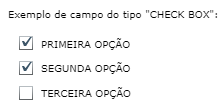 Exemplo de campo do tipo "CHECK BOX":
PRIMEIRA OPÇÃO
SEGUNDA OPÇÃO
TERCEIRA OPÇÃO